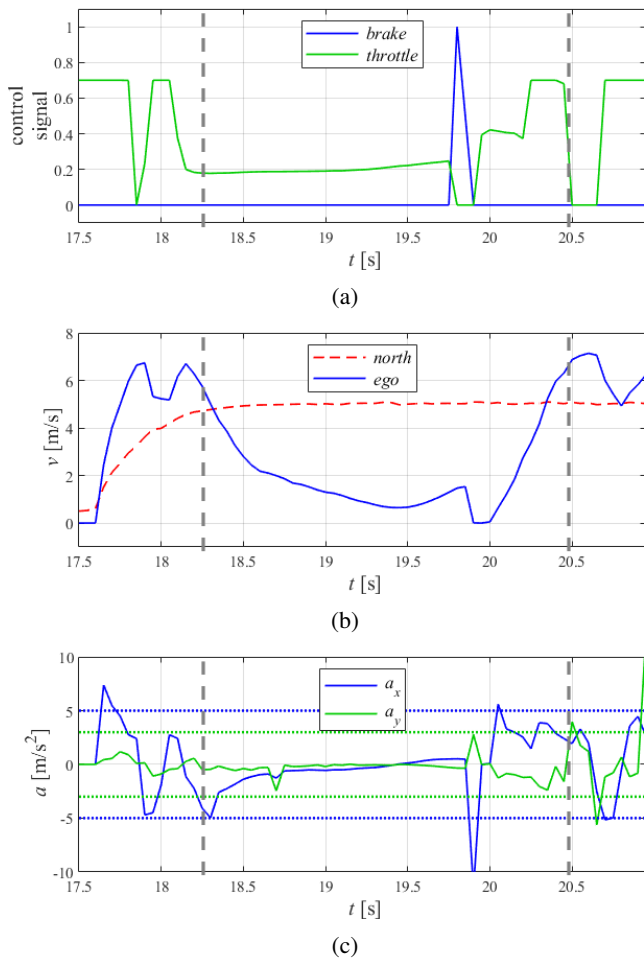 1
0.8
0.6
0.4
0.2
0
control
signal
brake
throttle
17.5 18 18.5 19 19.5 20 20.5
t [s]
(a)
8
6
4
2
0
v [m/s]
north
ego
17.5 18 18.5 19 19.5 20 20.5
t [s]
(b)
10
5
0
-5
-10
a [m/s²]
a_x
a_y
17.5 18 18.5 19 19.5 20 20.5
t [s]
(c)